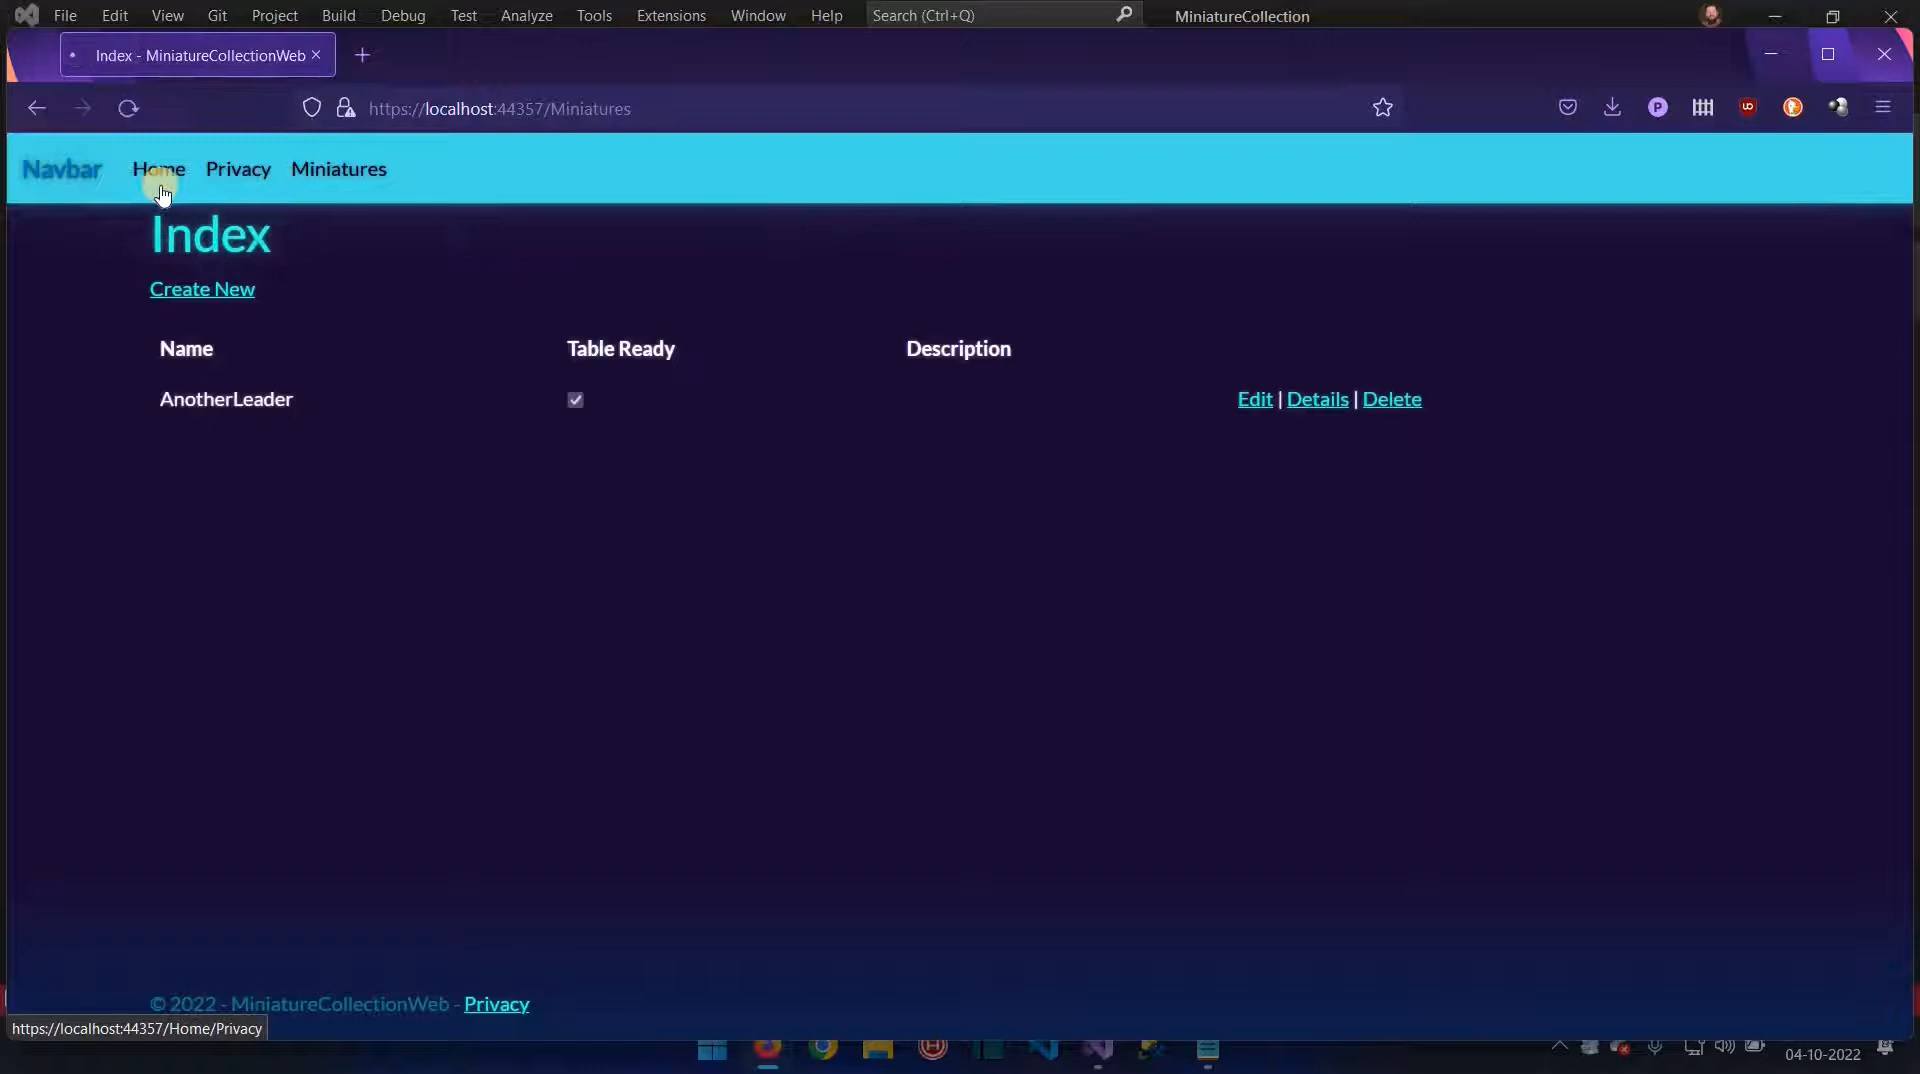 File Edit View Git Project Build Debug Test Analyze Tools Extensions Window Help Search (Ctrl+Q) MiniatureCollection
Index - MiniatureCollectionWeb
https://localhost:44357/Miniatures
Navbar Home Privacy Miniatures
Index
Create New
Name Table Ready Description
AnotherLeader Edit | Details | Delete
© 2022 - MiniatureCollectionWeb - Privacy
https://localhost:44357/Home/Privacy
04-10-2022